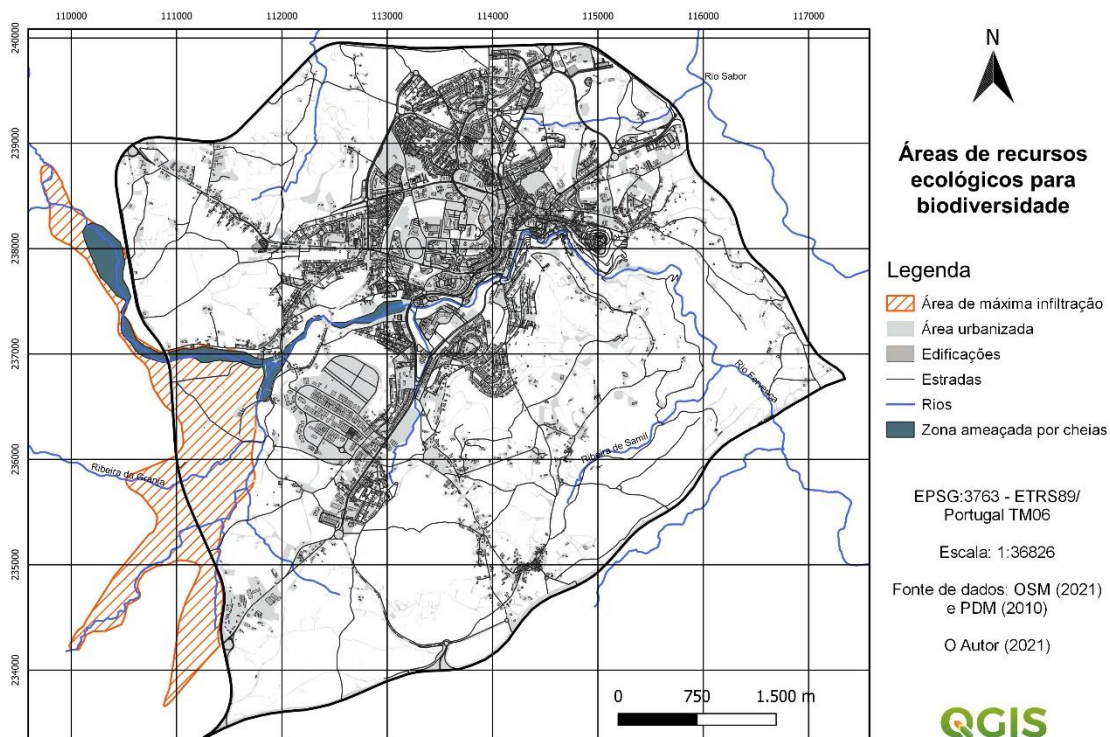 110000
111000
112000
113000
114000
115000
116000
117000
240000
239000
238000
237000
236000
235000
234000
Rio Sabor
Rio Fervença
Ribeira de Samil
Ribeira da Granja
0
750
1.500 m
N
Áreas de recursos
ecológicos para
biodiversidade
Legenda
Área de máxima infiltração
Área urbanizada
Edificações
Estradas
Rios
Zona ameaçada por cheias
EPSG:3763 - ETRS89/
Portugal TM06
Escala: 1:36826
Fonte de dados: OSM (2021)
e PDM (2010)
O Autor (2021)
QGIS